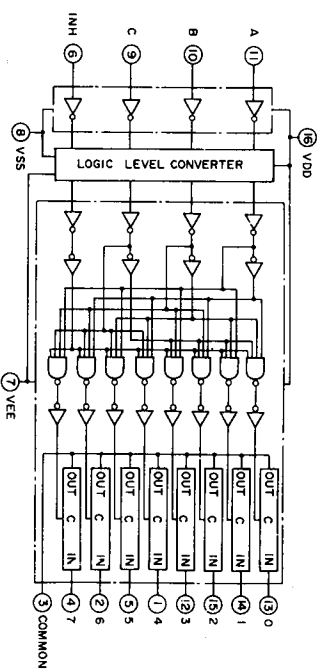 INH C B A
6 9 10 11
8 VSS
16 VDD
LOGIC LEVEL CONVERTER
7 VEE
OUT C IN
OUT C IN
OUT C IN
OUT C IN
OUT C IN
OUT C IN
OUT C IN
OUT C IN
3 COMMON
4 7
2 6
5 5
1 4
12 3
15 2
14 1
13 0